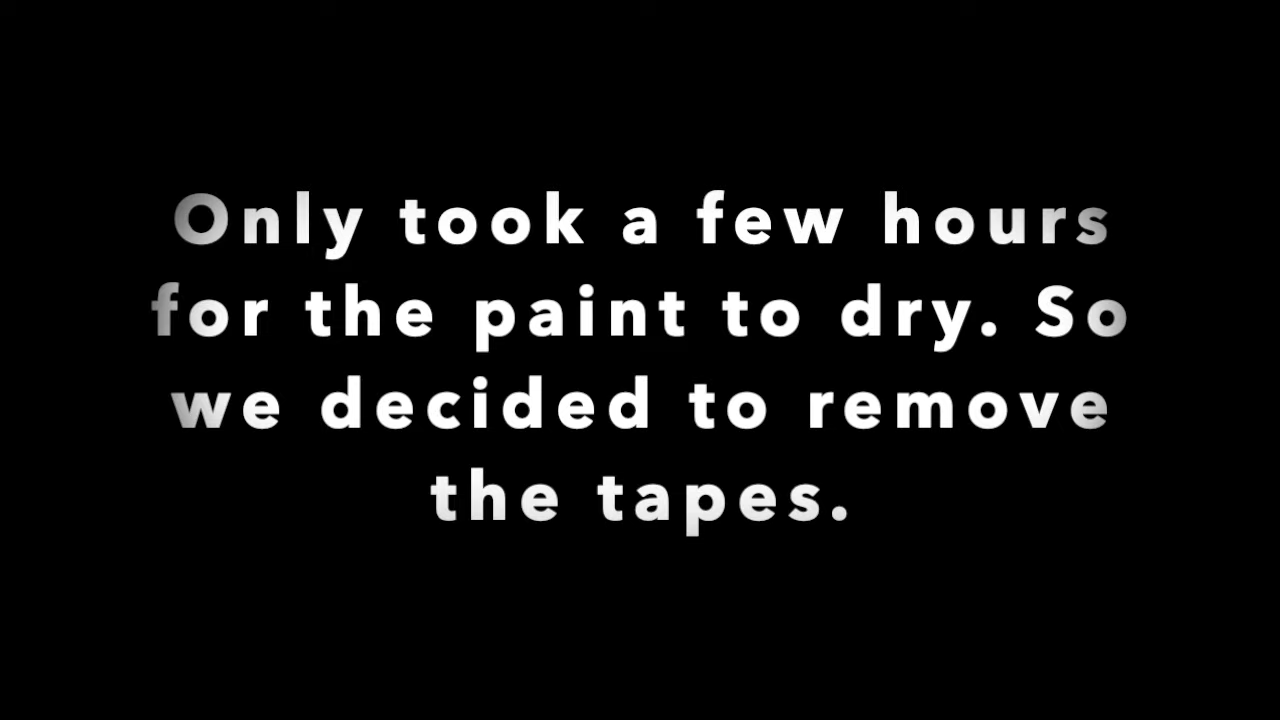 Only took a few hours
for the paint to dry. So
we decided to remove
the tapes.